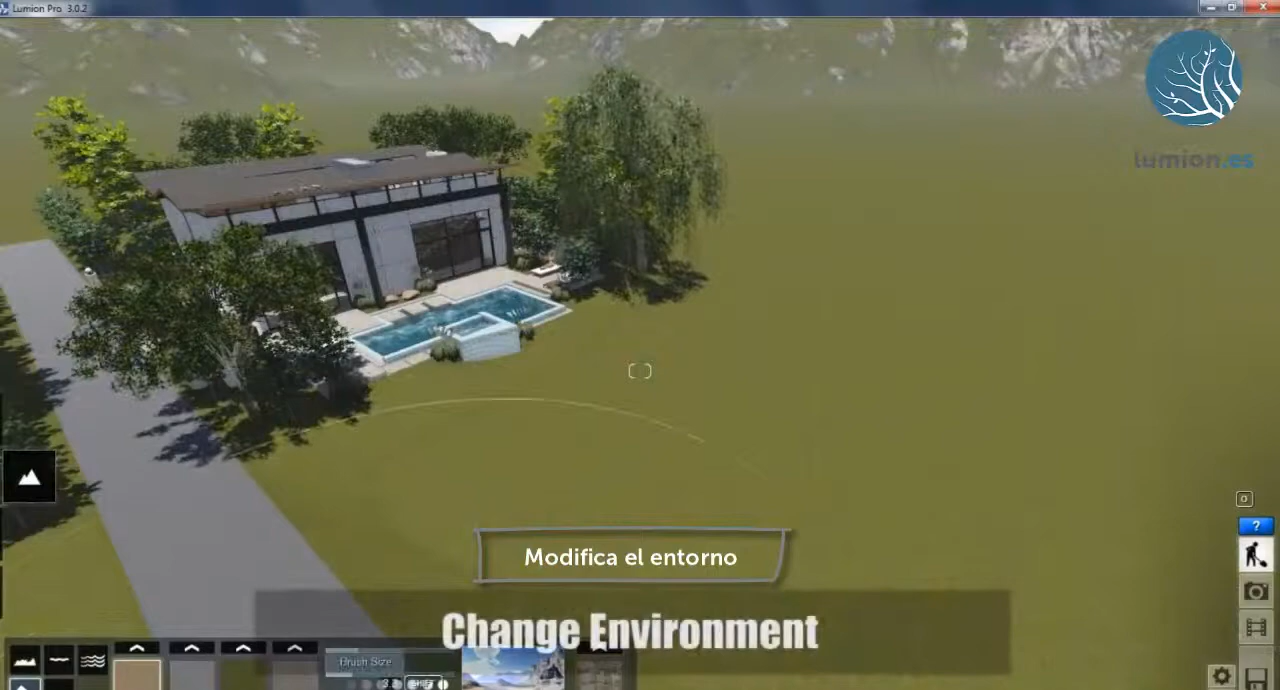 Lumion Pro. 3.0.2
lumion.es
?
Modifica el entorno
Change Environment
Brush Size